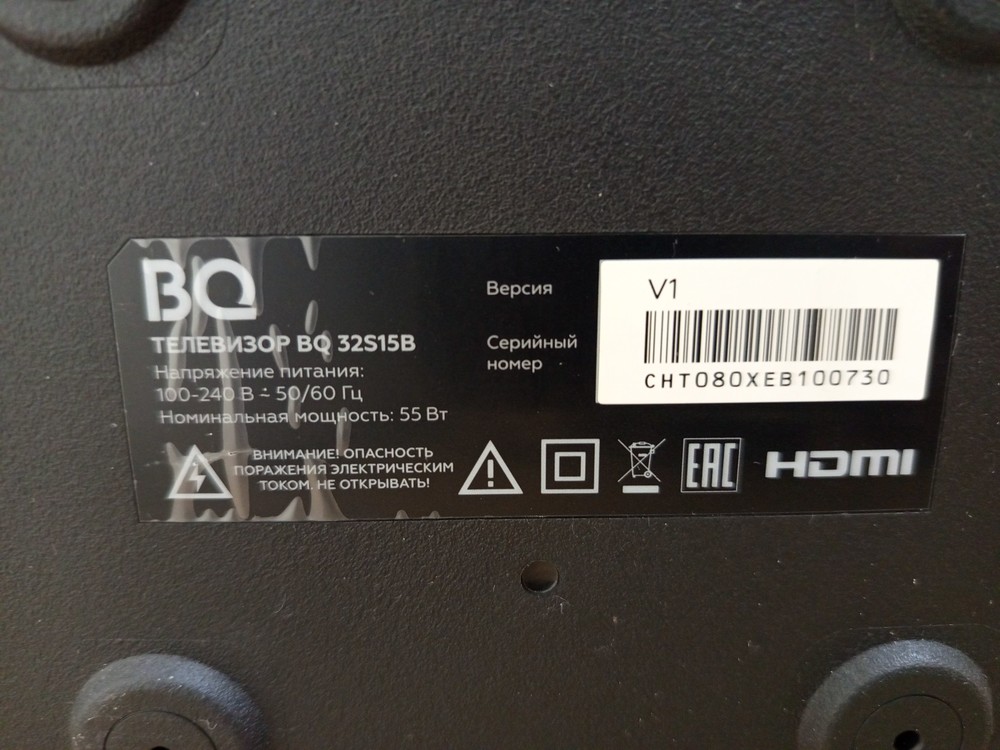 BQ
ТЕЛЕВИЗОР BQ 32S15B
Напряжение питания:
100-240 В ~ 50/60 Гц
Номинальная мощность: 55 Вт
ВНИМАНИЕ! ОПАСНОСТЬ
ПОРАЖЕНИЯ ЭЛЕКТРИЧЕСКИМ
ТОКОМ. НЕ ОТКРЫВАТЬ!
Версия
V1
Серийный
номер
CHT080XEB100730
EAC
HDMI